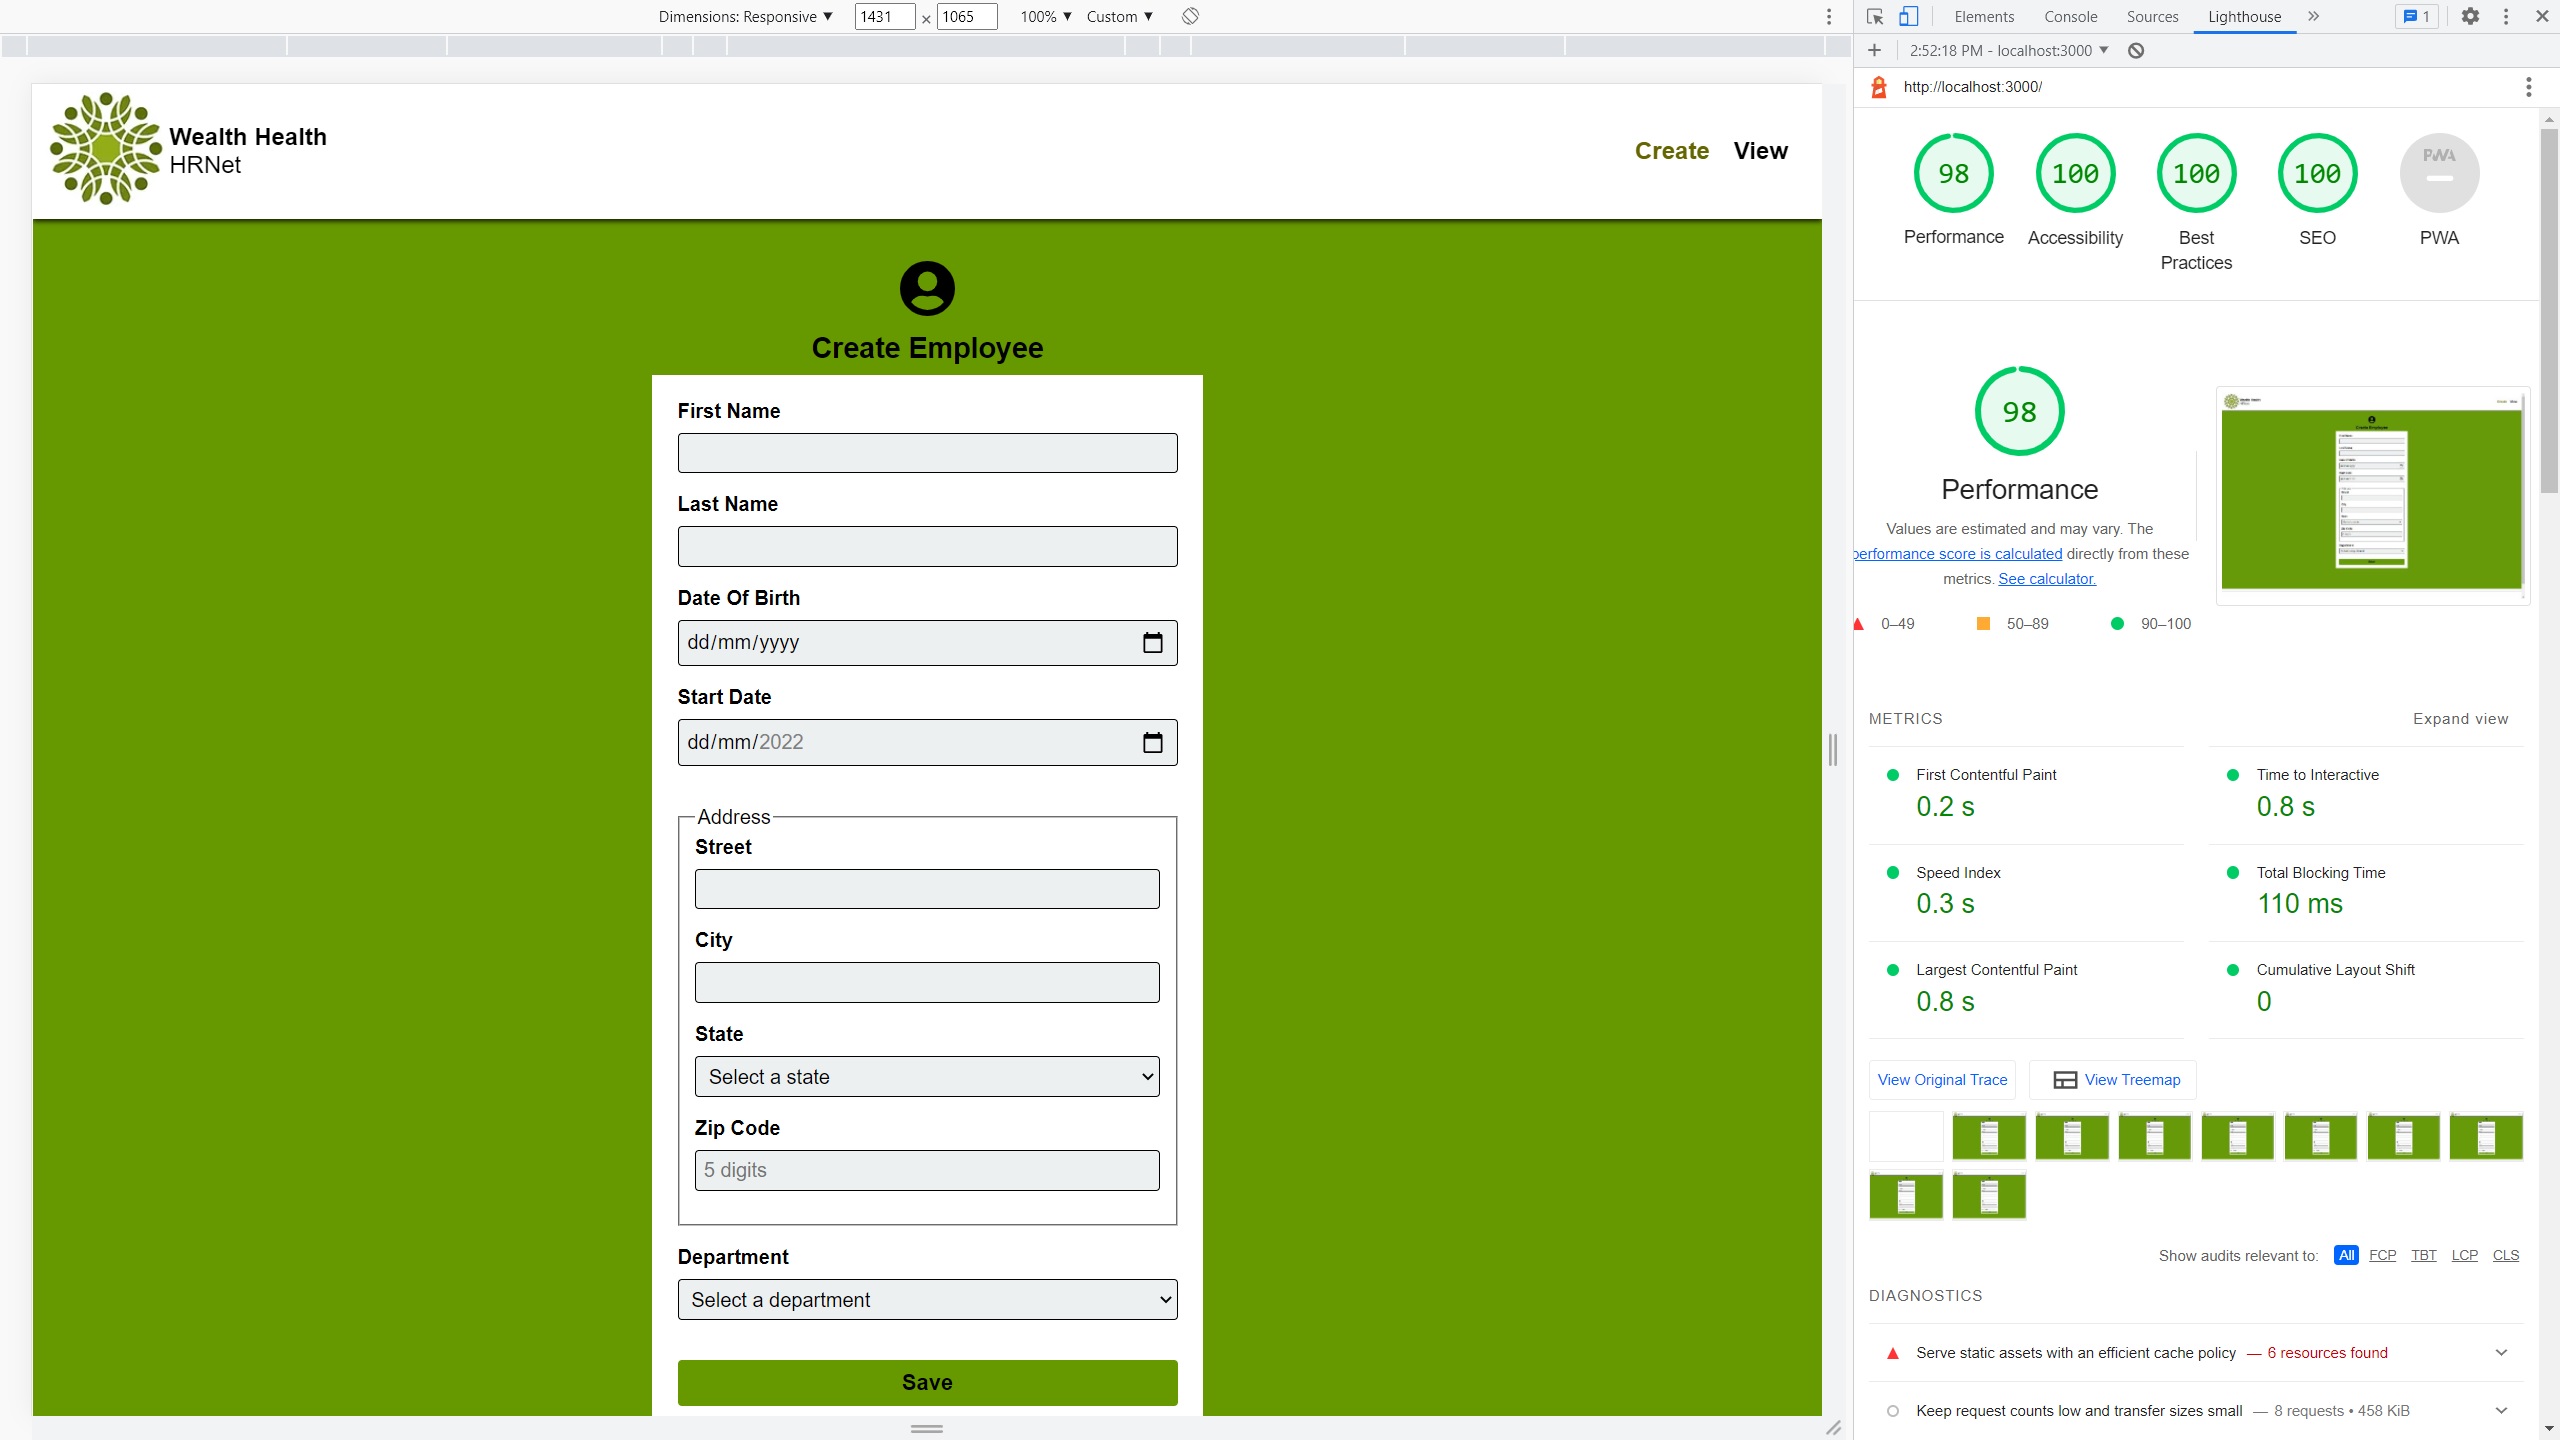 Dimensions: Responsive ▼ 1431 × 1065 100% ▼ Custom ▼
Elements Console Sources Lighthouse » 1
2:52:18 PM - localhost:3000 ▼
http://localhost:3000/
Wealth Health
HRNet
Create View
Create Employee
First Name
Last Name
Date Of Birth
dd/mm/yyyy
Start Date
dd/mm/2022
Address
Street
City
State
Select a state
Zip Code
5 digits
Department
Select a department
Save
98 100 100 100 PWA
Performance Accessibility Best Practices SEO PWA
98
Performance
Values are estimated and may vary. The
performance score is calculated directly from these
metrics. See calculator.
0–49 50–89 90–100
METRICS Expand view
First Contentful Paint
0.2 s
Time to Interactive
0.8 s
Speed Index
0.3 s
Total Blocking Time
110 ms
Largest Contentful Paint
0.8 s
Cumulative Layout Shift
0
View Original Trace View Treemap
Show audits relevant to: All FCP TBT LCP CLS
DIAGNOSTICS
Serve static assets with an efficient cache policy — 6 resources found
Keep request counts low and transfer sizes small — 8 requests • 458 KiB